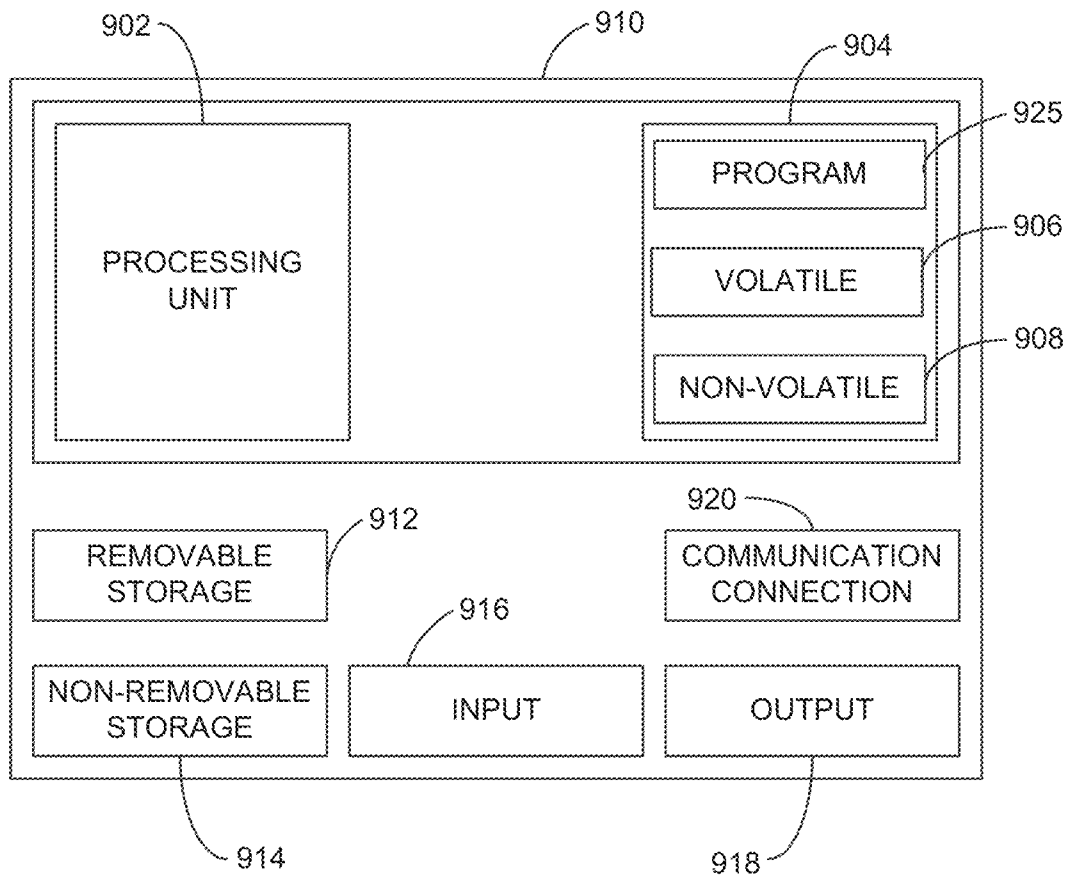 902
910
904
925
PROGRAM
906
PROCESSING
UNIT
VOLATILE
908
NON-VOLATILE
912
920
REMOVABLE
STORAGE
COMMUNICATION
CONNECTION
916
NON-REMOVABLE
STORAGE
INPUT
OUTPUT
914
918